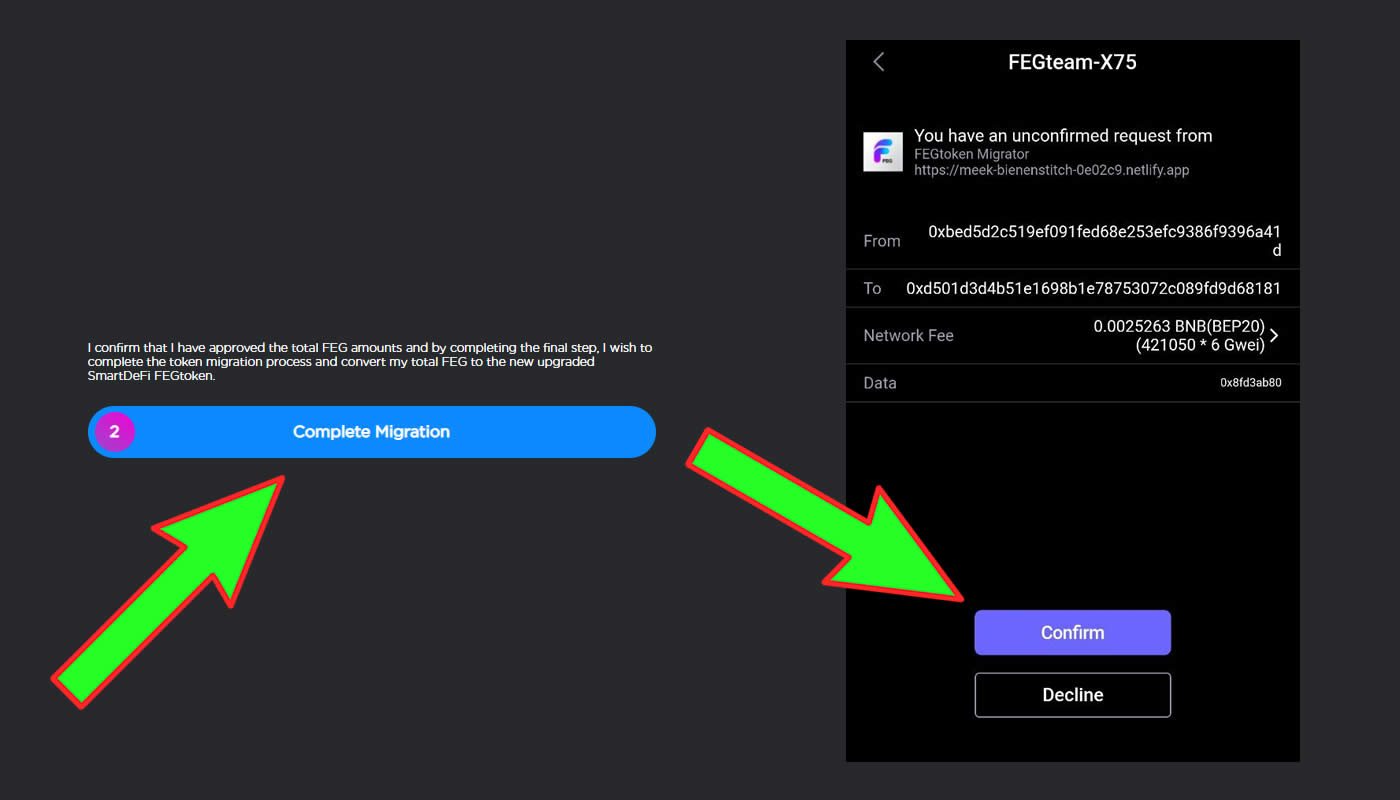 I confirm that I have approved the total FEG amounts and by completing the final step, I wish to
complete the token migration process and convert my total FEG to the new upgraded
SmartDeFi FEGtoken.
2 Complete Migration
FEGteam-X75
FEG
You have an unconfirmed request from
FEGtoken Migrator
https://meek-bienenstitch-0e02c9.netlify.app
From 0xbed5d2c519ef091fed68e253efc9386f9396a41
d
To 0xd501d3d4b51e1698b1e78753072c089fd9d68181
Network Fee 0.0025263 BNB(BEP20)
(421050 * 6 Gwei)
Data 0x8fd3ab80
Confirm
Decline